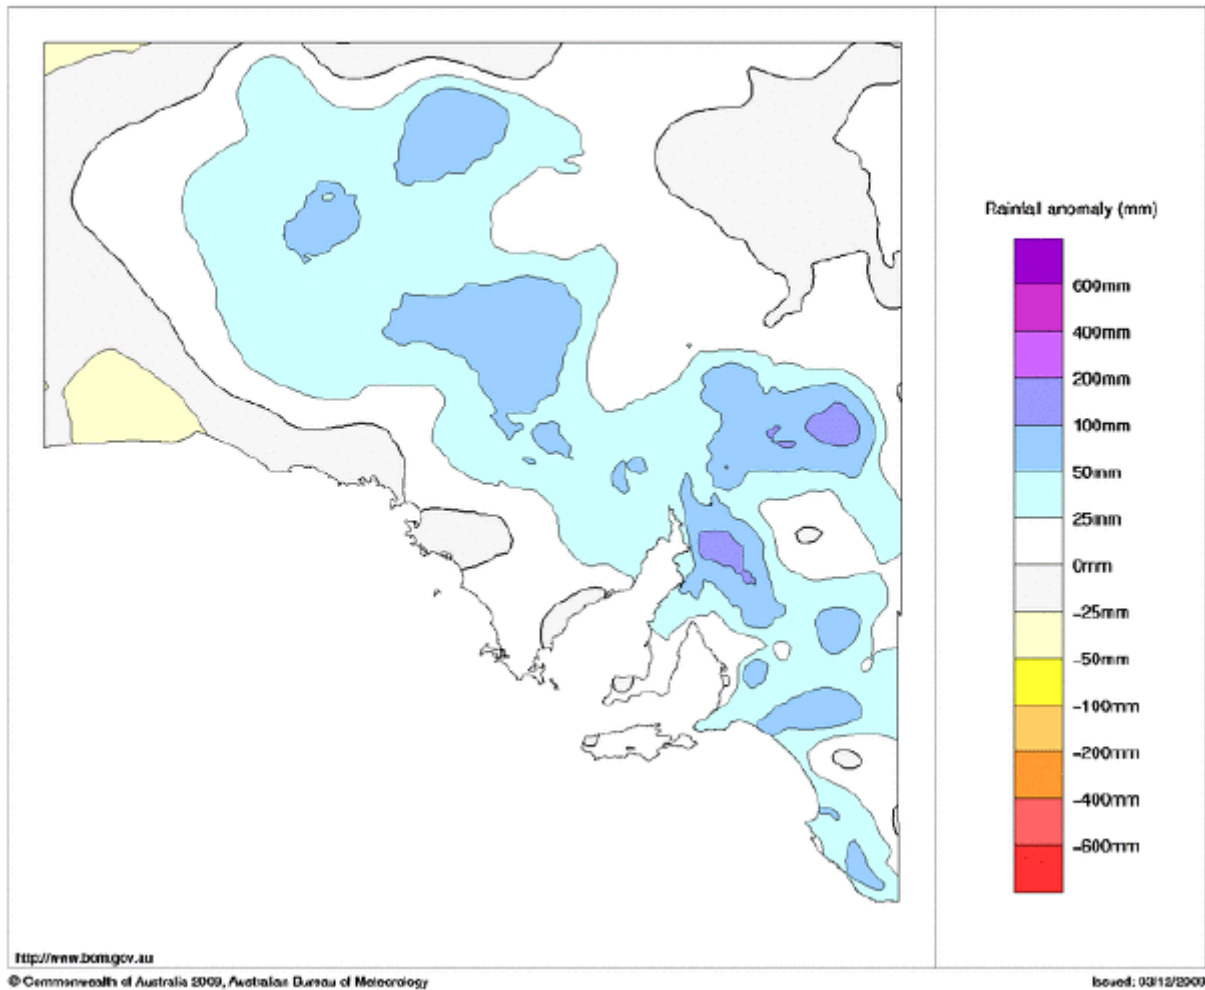 Rainfall anomaly (mm)
600mm
400mm
200mm
100mm
50mm
25mm
0mm
-25mm
-50mm
-100mm
-200mm
-400mm
-600mm
http://www.bom.gov.au
© Commonwealth of Australia 2009, Australian Bureau of Meteorology
Issued: 03/12/2009